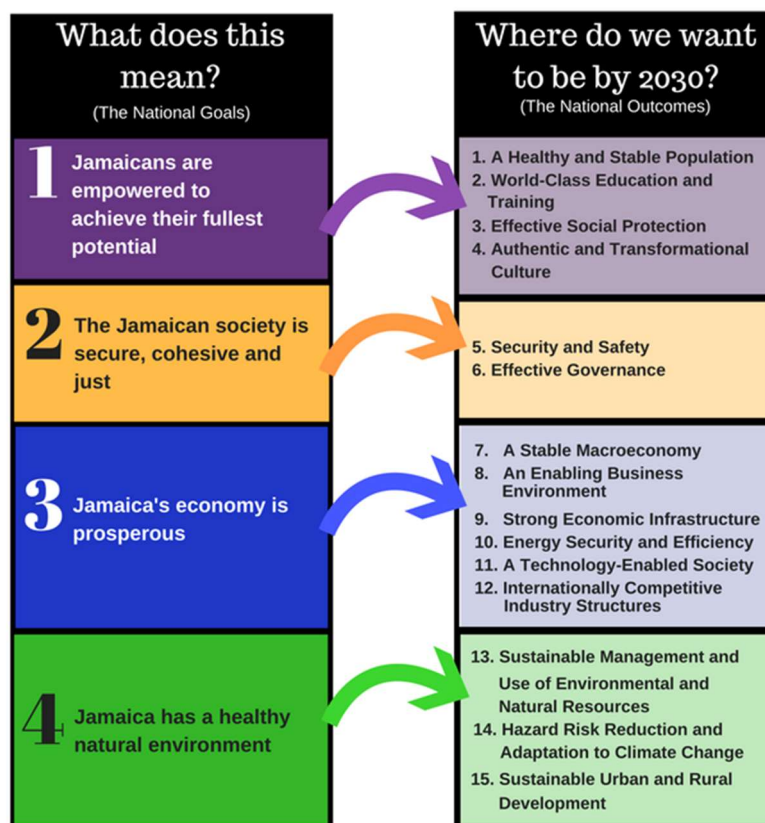 What does this
mean?
(The National Goals)
1
Jamaicans are
empowered to
achieve their fullest
potential
2
The Jamaican society is
secure, cohesive and
just
3
Jamaica's economy is
prosperous
4
Jamaica has a healthy
natural environment
Where do we want
to be by 2030?
(The National Outcomes)
1. A Healthy and Stable Population
2. World-Class Education and
Training
3. Effective Social Protection
4. Authentic and Transformational
Culture
5. Security and Safety
6. Effective Governance
7. A Stable Macroeconomy
8. An Enabling Business
Environment
9. Strong Economic Infrastructure
10. Energy Security and Efficiency
11. A Technology-Enabled Society
12. Internationally Competitive
Industry Structures
13. Sustainable Management and
Use of Environmental and
Natural Resources
14. Hazard Risk Reduction and
Adaptation to Climate Change
15. Sustainable Urban and Rural
Development